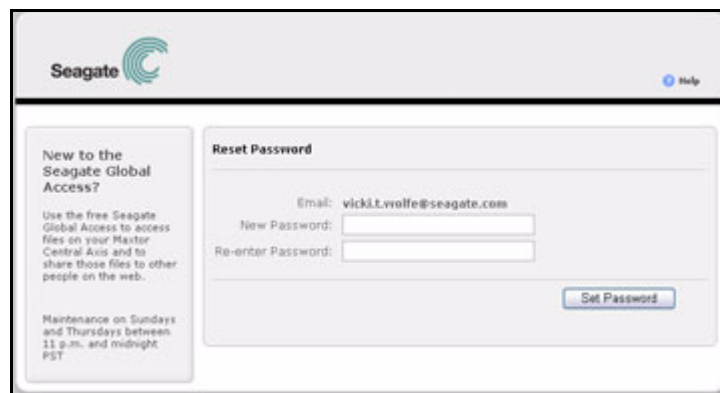 Seagate
Help
New to the
Seagate Global
Access?
Use the free Seagate
Global Access to access
files on your Maxtor
Central Axis and to
share those files to other
people on the web.
Maintenance on Sundays
and Thursdays between
11 p.m. and midnight
PST
Reset Password
Email: vicki.t.wolfe@seagate.com
New Password:
Re-enter Password:
Set Password